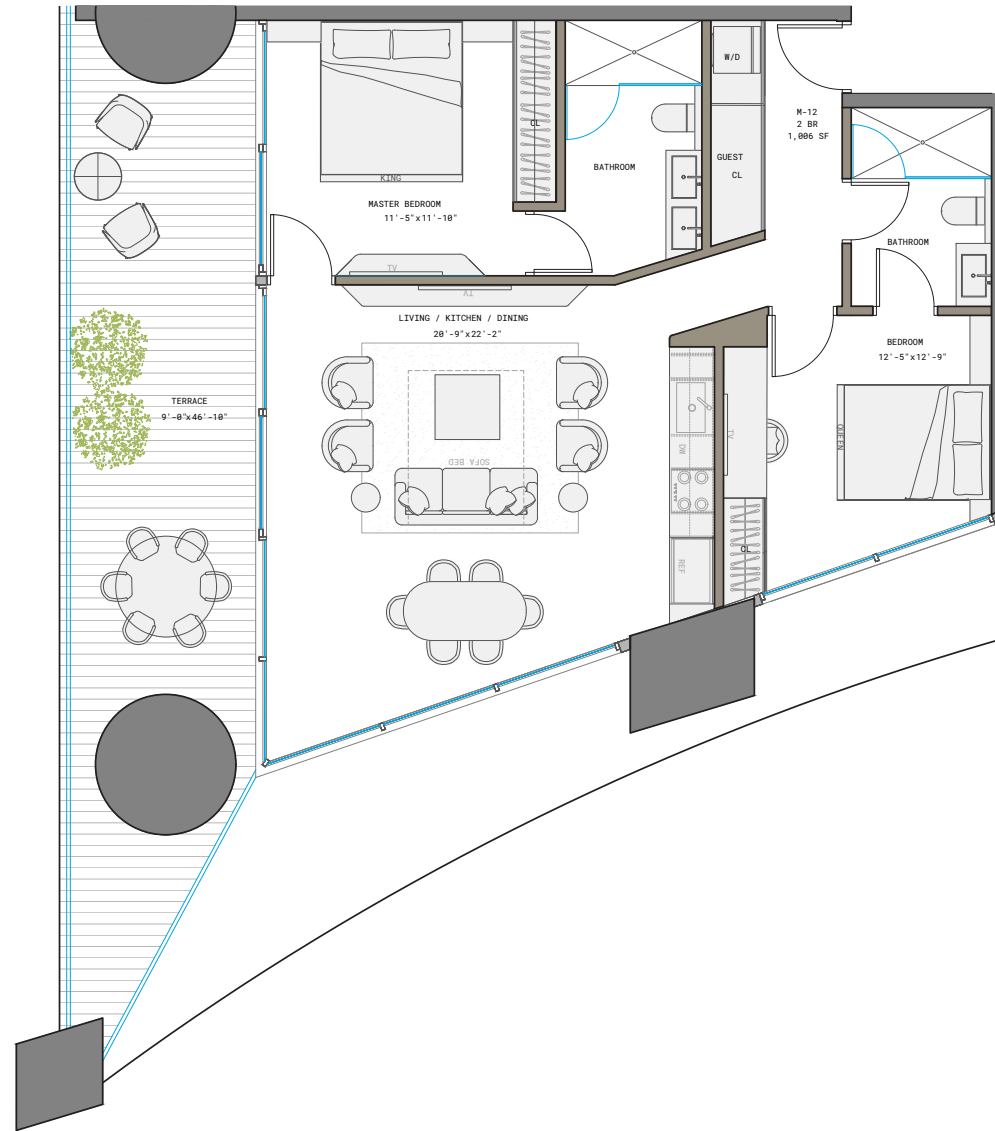 W/D
M-12
2 BR
1,006 SF
CL
BATHROOM
GUEST
CL
KING
MASTER BEDROOM
11'-5"x11'-10"
BATHROOM
TV
TV
LIVING / KITCHEN / DINING
20'-9"x22'-2"
BEDROOM
12'-5"x12'-9"
TERRACE
9'-0"x46'-10"
SOFA BED
DW
TV
QUEEN
CL
REF